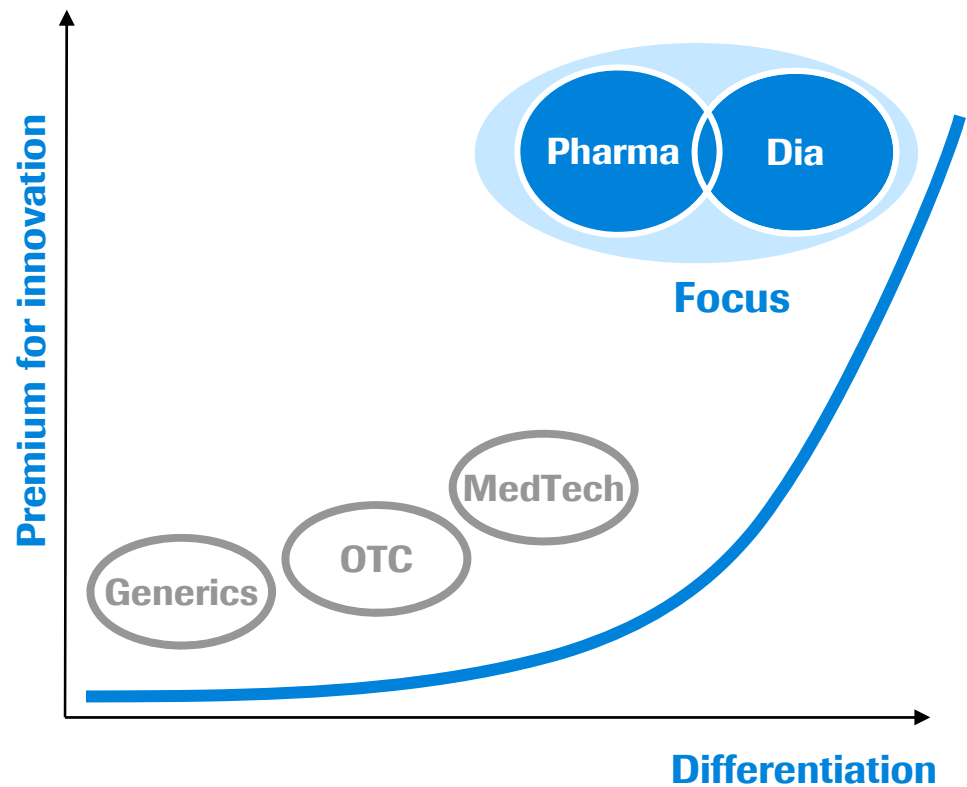 Premium for innovation
Pharma
Dia
Focus
MedTech
OTC
Generics
Differentiation